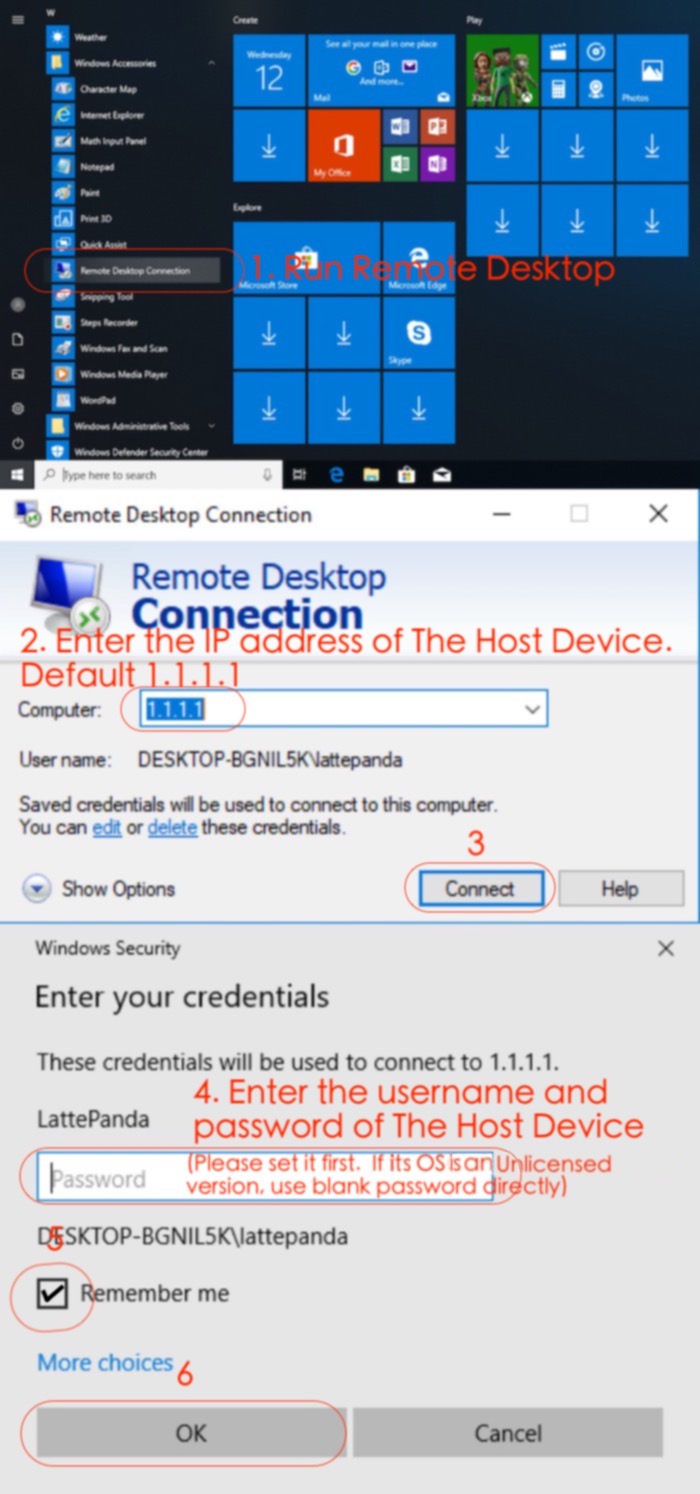 W
Weather
Windows Accessories
Character Map
Internet Explorer
Math Input Panel
Notepad
Paint
Print 3D
Quick Assist
Remote Desktop Connection
Snipping Tool
Steps Recorder
Windows Fax and Scan
Windows Media Player
WordPad
Windows Administrative Tools
Windows Defender Security Center
Type here to search
Create
Wednesday
12
See all your mail in one place
And more...
Mail
My Office
Explore
Microsoft Store
Microsoft Edge
Skype
Play
Xbox
Photos
1. Run Remote Desktop
Remote Desktop Connection
Remote Desktop
Connection
2. Enter the IP address of The Host Device.
Default 1.1.1.1
Computer: 1.1.1.1
User name: DESKTOP-BGNIL5K\lattepanda
Saved credentials will be used to connect to this computer.
You can edit or delete these credentials.
3
Show Options Connect Help
Windows Security
Enter your credentials
These credentials will be used to connect to 1.1.1.1.
4. Enter the username and
LattePanda
password of The Host Device
(Please set it first. If its OS is an Unlicensed
Password
version, use blank password directly)
DESKTOP-BGNIL5K\lattepanda
5
Remember me
More choices
6
OK Cancel